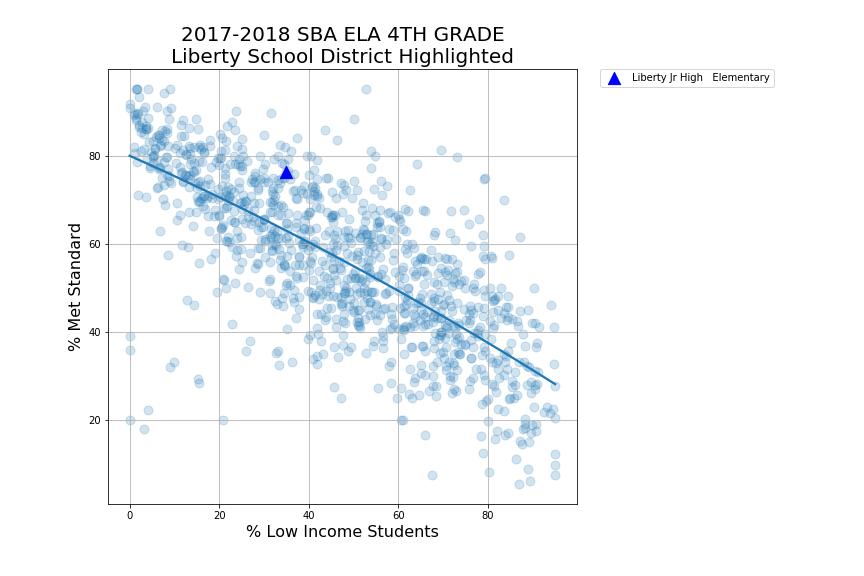 2017-2018 SBA ELA 4TH GRADE
Liberty School District Highlighted
Liberty Jr High   Elementary
% Met Standard
80
60
40
20
0
20
40
60
80
% Low Income Students